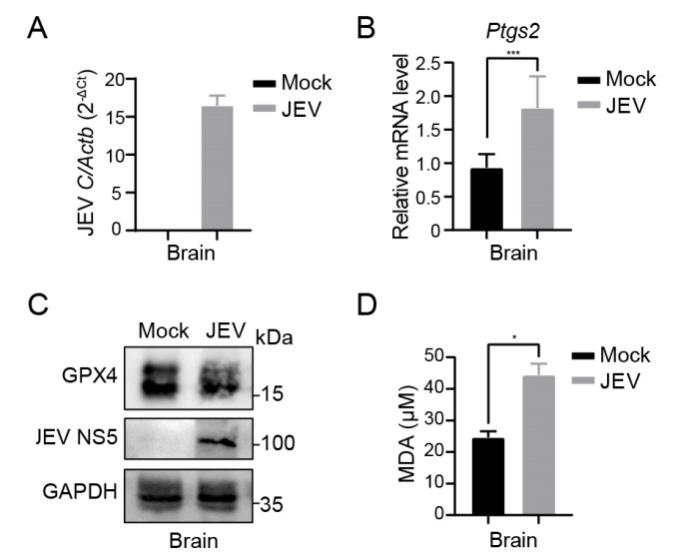 A
JEV C/Actb (2-ΔCt)
20
15
10
5
0
Mock
JEV
Brain
B
Ptgs2
***
Relative mRNA level
2.5
2.0
1.5
1.0
0.5
0
Mock
JEV
Brain
C
Mock JEV kDa
GPX4
-15
JEV NS5
-100
GAPDH
-35
Brain
D
*
MDA (μM)
50
40
30
20
10
0
Mock
JEV
Brain